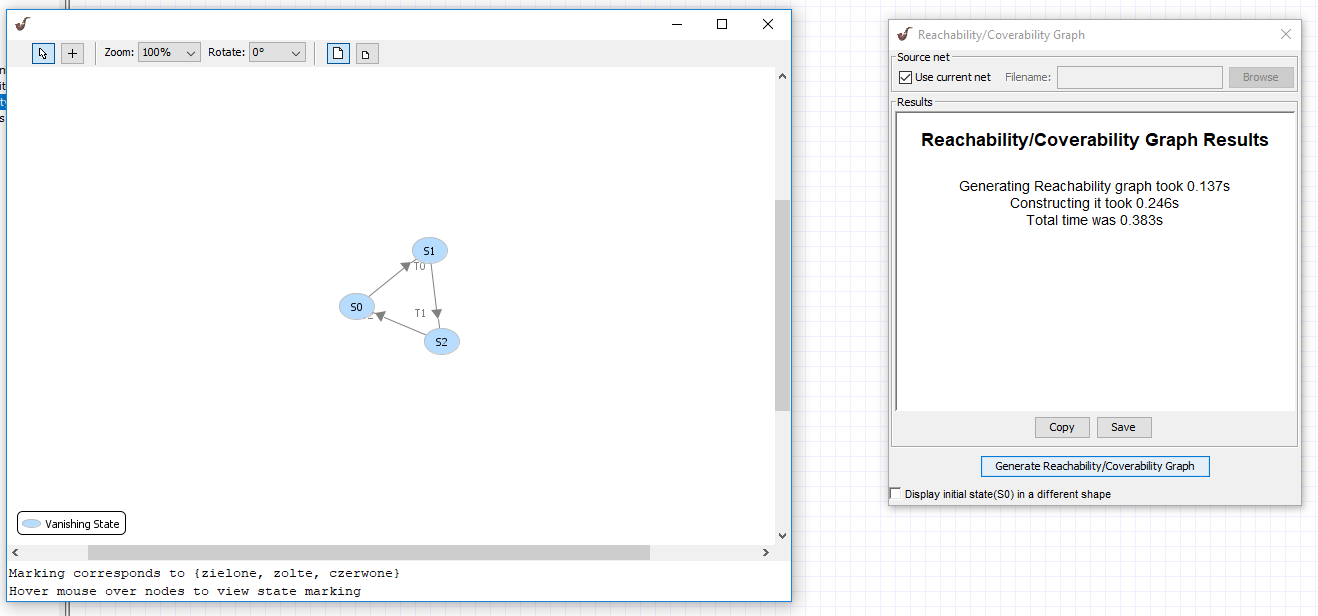 Zoom: 100% Rotate: 0°
S1
T0
S0
T1
S2
Vanishing State
Marking corresponds to {zielone, zolte, czerwone}
Hover mouse over nodes to view state marking
Reachability/Coverability Graph
Source net
Use current net Filename: Browse
Results
Reachability/Coverability Graph Results
Generating Reachability graph took 0.137s
Constructing it took 0.246s
Total time was 0.383s
Copy Save
Generate Reachability/Coverability Graph
Display initial state(S0) in a different shape